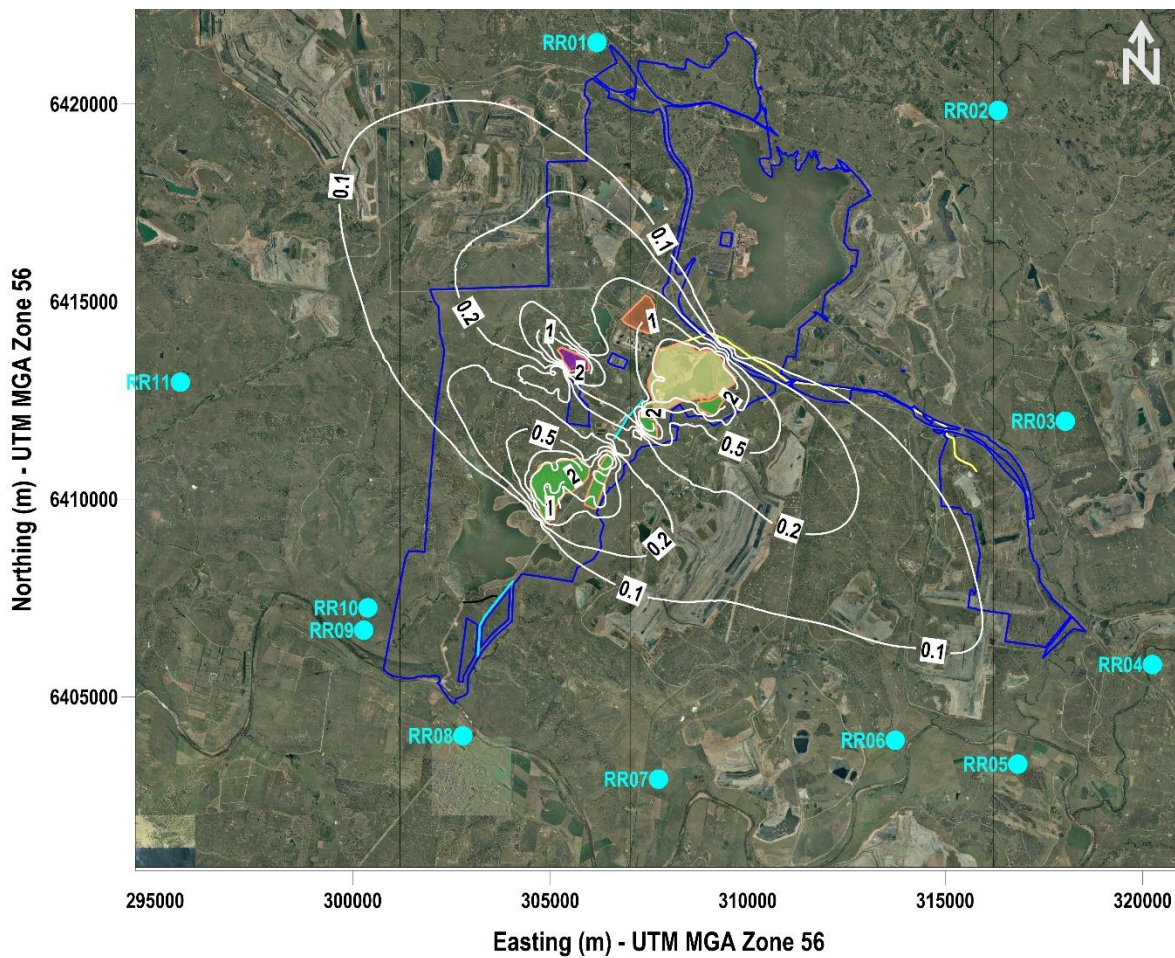 RR01
N
6420000
RR02
0.1
0.1
6415000
0.2
1
1
RR11
2
2
2
RR03
0.5
0.5
6410000
2
1
0.2
0.2
0.1
RR10
RR09
0.1
RR04
6405000
RR08
RR06
RR05
RR07
Northing (m) - UTM MGA Zone 56
295000 300000 305000 310000 315000 320000
Easting (m) - UTM MGA Zone 56